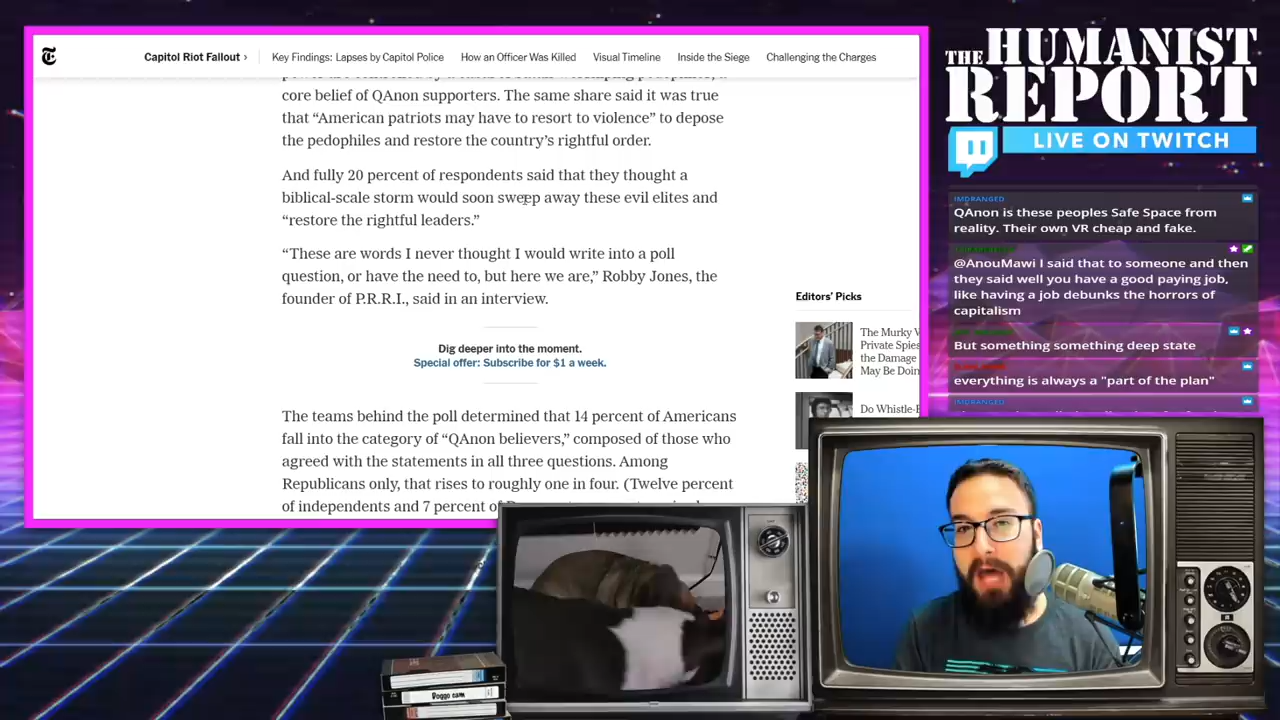 Capitol Riot Fallout ›
Key Findings: Lapses by Capitol Police
How an Officer Was Killed
Visual Timeline
Inside the Siege
Challenging the Charges
core belief of QAnon supporters. The same share said it was true
that “American patriots may have to resort to violence” to depose
the pedophiles and restore the country’s rightful order.
And fully 20 percent of respondents said that they thought a
biblical-scale storm would soon sweep away these evil elites and
“restore the rightful leaders.”
“These are words I never thought I would write into a poll
question, or have the need to, but here we are,” Robby Jones, the
founder of P.R.R.I., said in an interview.
Dig deeper into the moment.
Special offer: Subscribe for $1 a week.
The teams behind the poll determined that 14 percent of Americans
fall into the category of “QAnon believers,” composed of those who
agreed with the statements in all three questions. Among
Republicans only, that rises to roughly one in four. (Twelve percent
of independents and 7 percent of
Editors’ Picks
The Murky
Private Spies
the Damage
May Be Doin
Do Whistle-
THE
HUMANIST
REPORT
LIVE ON TWITCH
IMDRANGED
QAnon is these peoples Safe Space from
reality. Their own VR cheap and fake.
@AnouMawi I said that to someone and then
they said well you have a good paying job,
like having a job debunks the horrors of
capitalism
But something something deep state
everything is always a "part of the plan"
IMDRANGED
Doggo cam